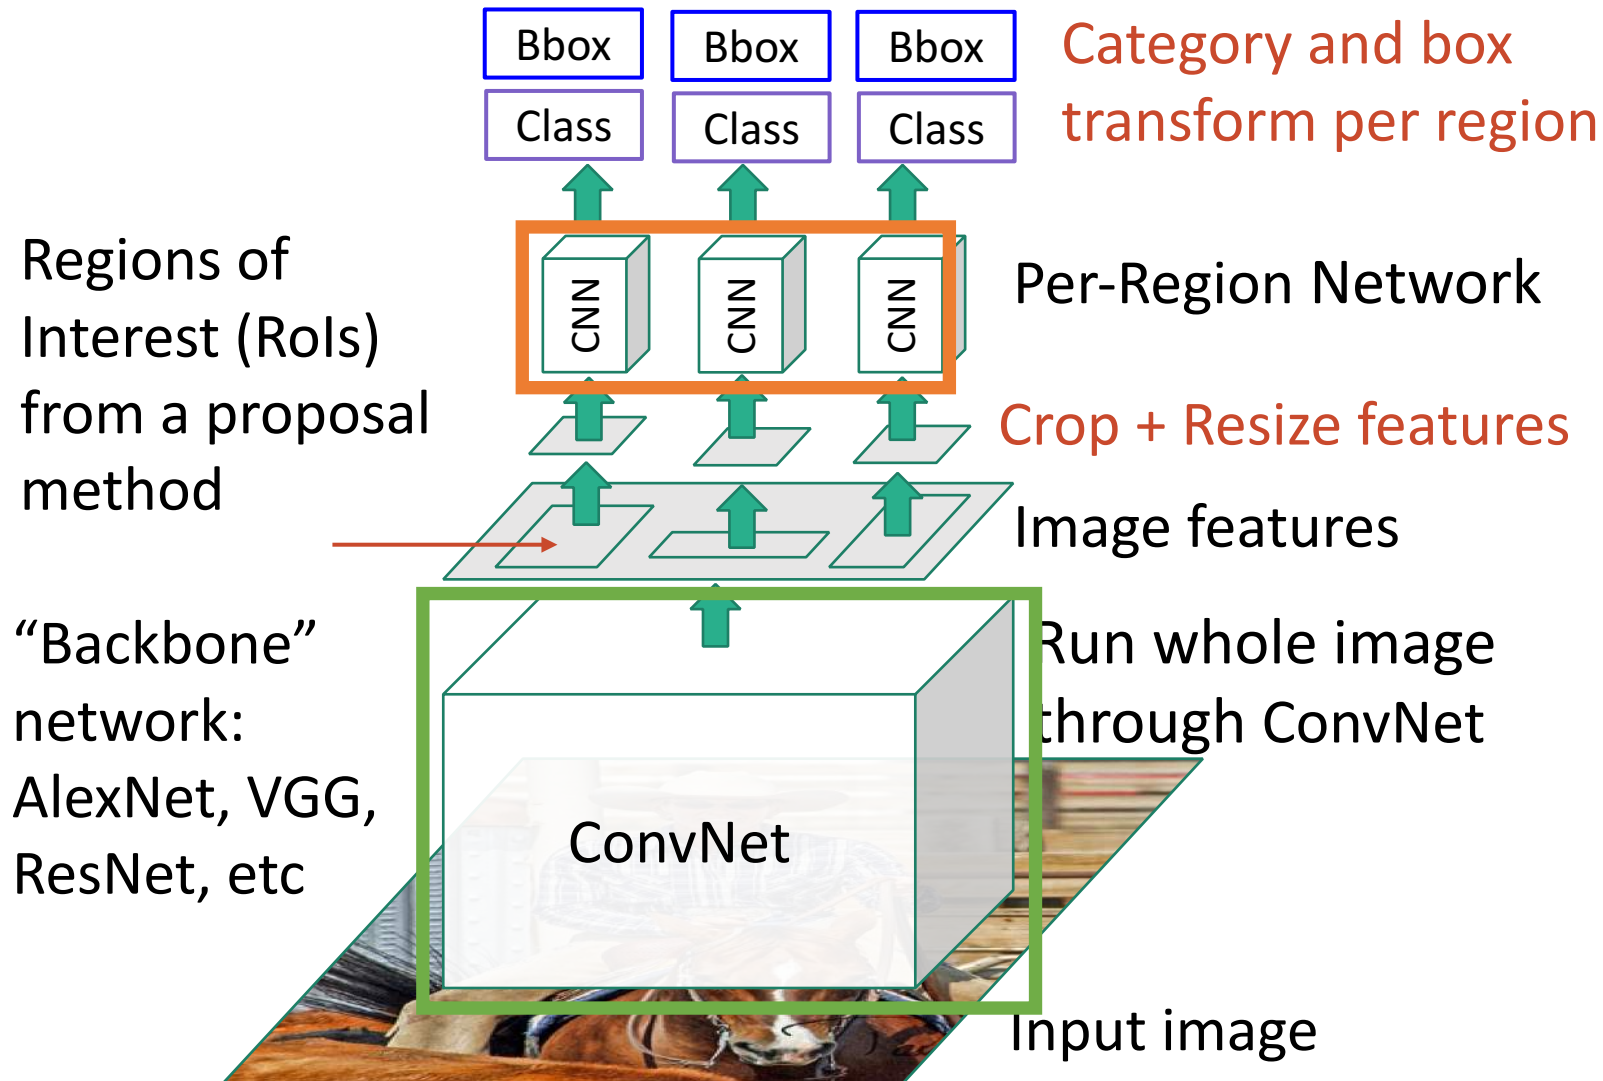 Bbox
Bbox
Bbox
Class
Class
Class
Category and box
transform per region
Regions of
Interest (RoIs)
from a proposal
method
CNN
CNN
CNN
Per-Region Network
Crop + Resize features
Image features
“Backbone”
network:
AlexNet, VGG,
ResNet, etc
ConvNet
Run whole image
through ConvNet
Input image